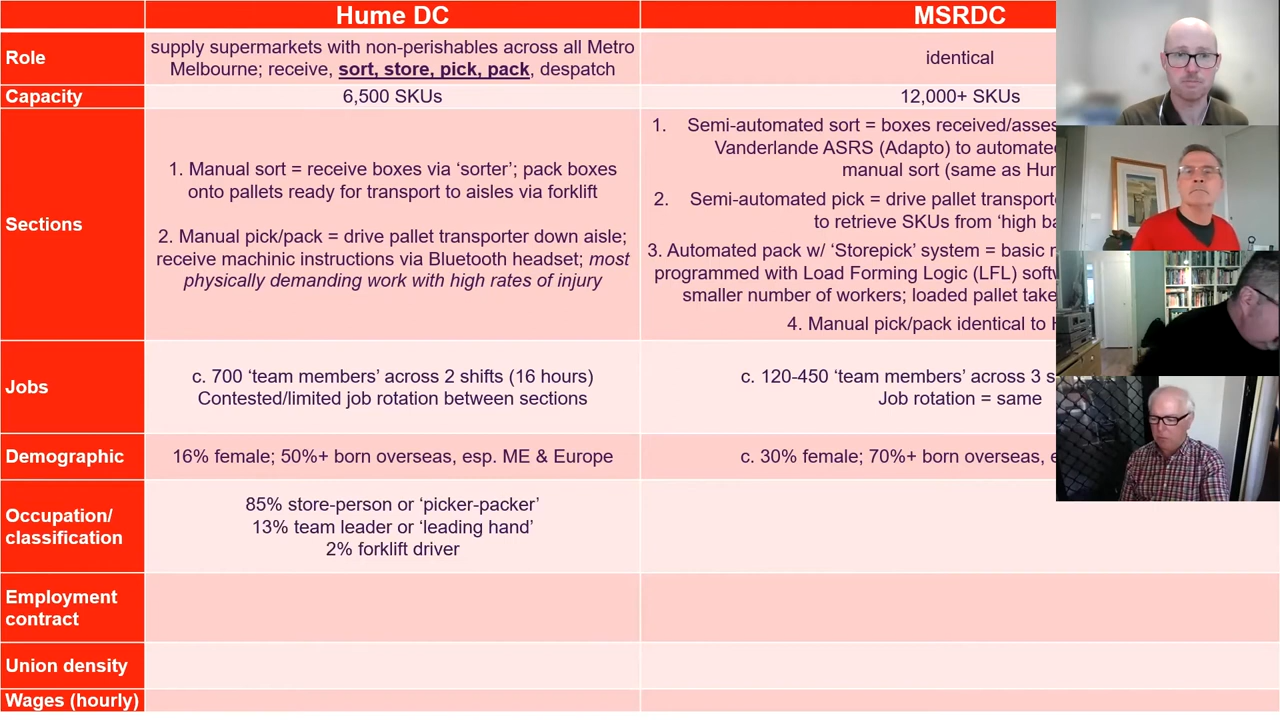 Hume DC
MSRDC
Role
supply supermarkets with non-perishables across all Metro
Melbourne; receive, sort, store, pick, pack, despatch
identical
Capacity
6,500 SKUs
12,000+ SKUs
Sections
1. Manual sort = receive boxes via ‘sorter’; pack boxes
onto pallets ready for transport to aisles via forklift
2. Manual pick/pack = drive pallet transporter down aisle;
receive machinic instructions via Bluetooth headset; most
physically demanding work with high rates of injury
1. Semi-automated sort = boxes received/asses
Vanderlande ASRS (Adapto) to automated
manual sort (same as Hum
2. Semi-automated pick = drive pallet transporte
to retrieve SKUs from ‘high ba
3. Automated pack w/ ‘Storepick’ system = basic
programmed with Load Forming Logic (LFL)
smaller number of workers; loaded pallet take
4. Manual pick/pack identical to
Jobs
c. 700 ‘team members’ across 2 shifts (16 hours)
Contested/limited job rotation between sections
c. 120-450 ‘team members’ across 3 s
Job rotation = same
Demographic
16% female; 50%+ born overseas, esp. ME & Europe
c. 30% female; 70%+ born overseas,
Occupation/
classification
85% store-person or ‘picker-packer’
13% team leader or ‘leading hand’
2% forklift driver
Employment
contract
Union density
Wages (hourly)